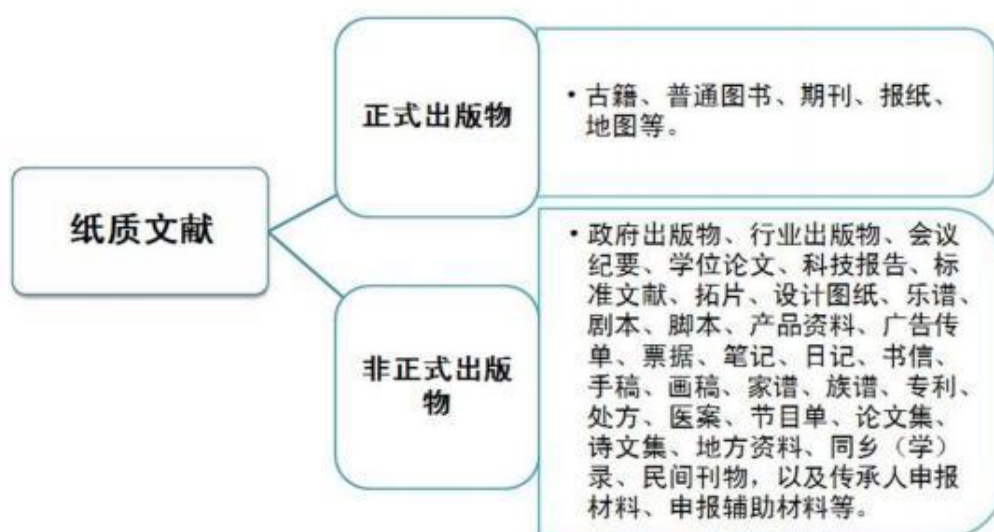 纸质文献
正式出版物
• 古籍、普通图书、期刊、报纸、
地图等。
非正式出版
物
• 政府出版物、行业出版物、会议
纪要、学位论文、科技报告、标
准文献、拓片、设计图纸、乐谱、
剧本、脚本、产品资料、广告传
单、票据、笔记、日记、书信、
手稿、画稿、家谱、族谱、专利、
处方、医案、节目单、论文集、
诗文集、地方资料、同乡（学）
录、民间刊物，以及传承人申报
材料、申报辅助材料等。